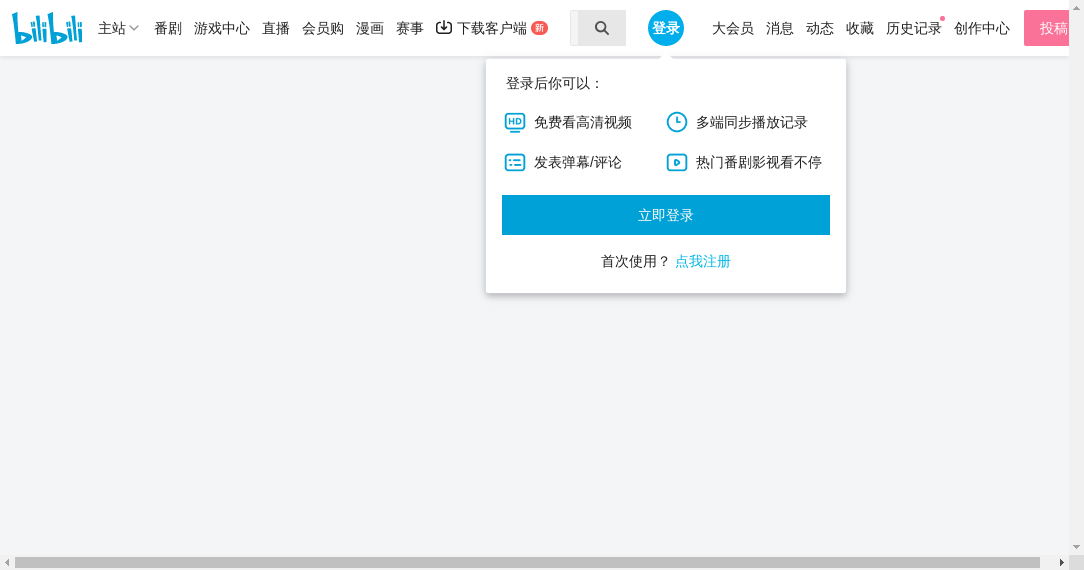 bilibili 主站 番剧 游戏中心 直播 会员购 漫画 赛事 下载客户端 新 登录 大会员 消息 动态 收藏 历史记录 创作中心 投稿
登录后你可以：
HD 免费看高清视频 多端同步播放记录
发表弹幕/评论 热门番剧影视看不停
立即登录
首次使用？ 点我注册